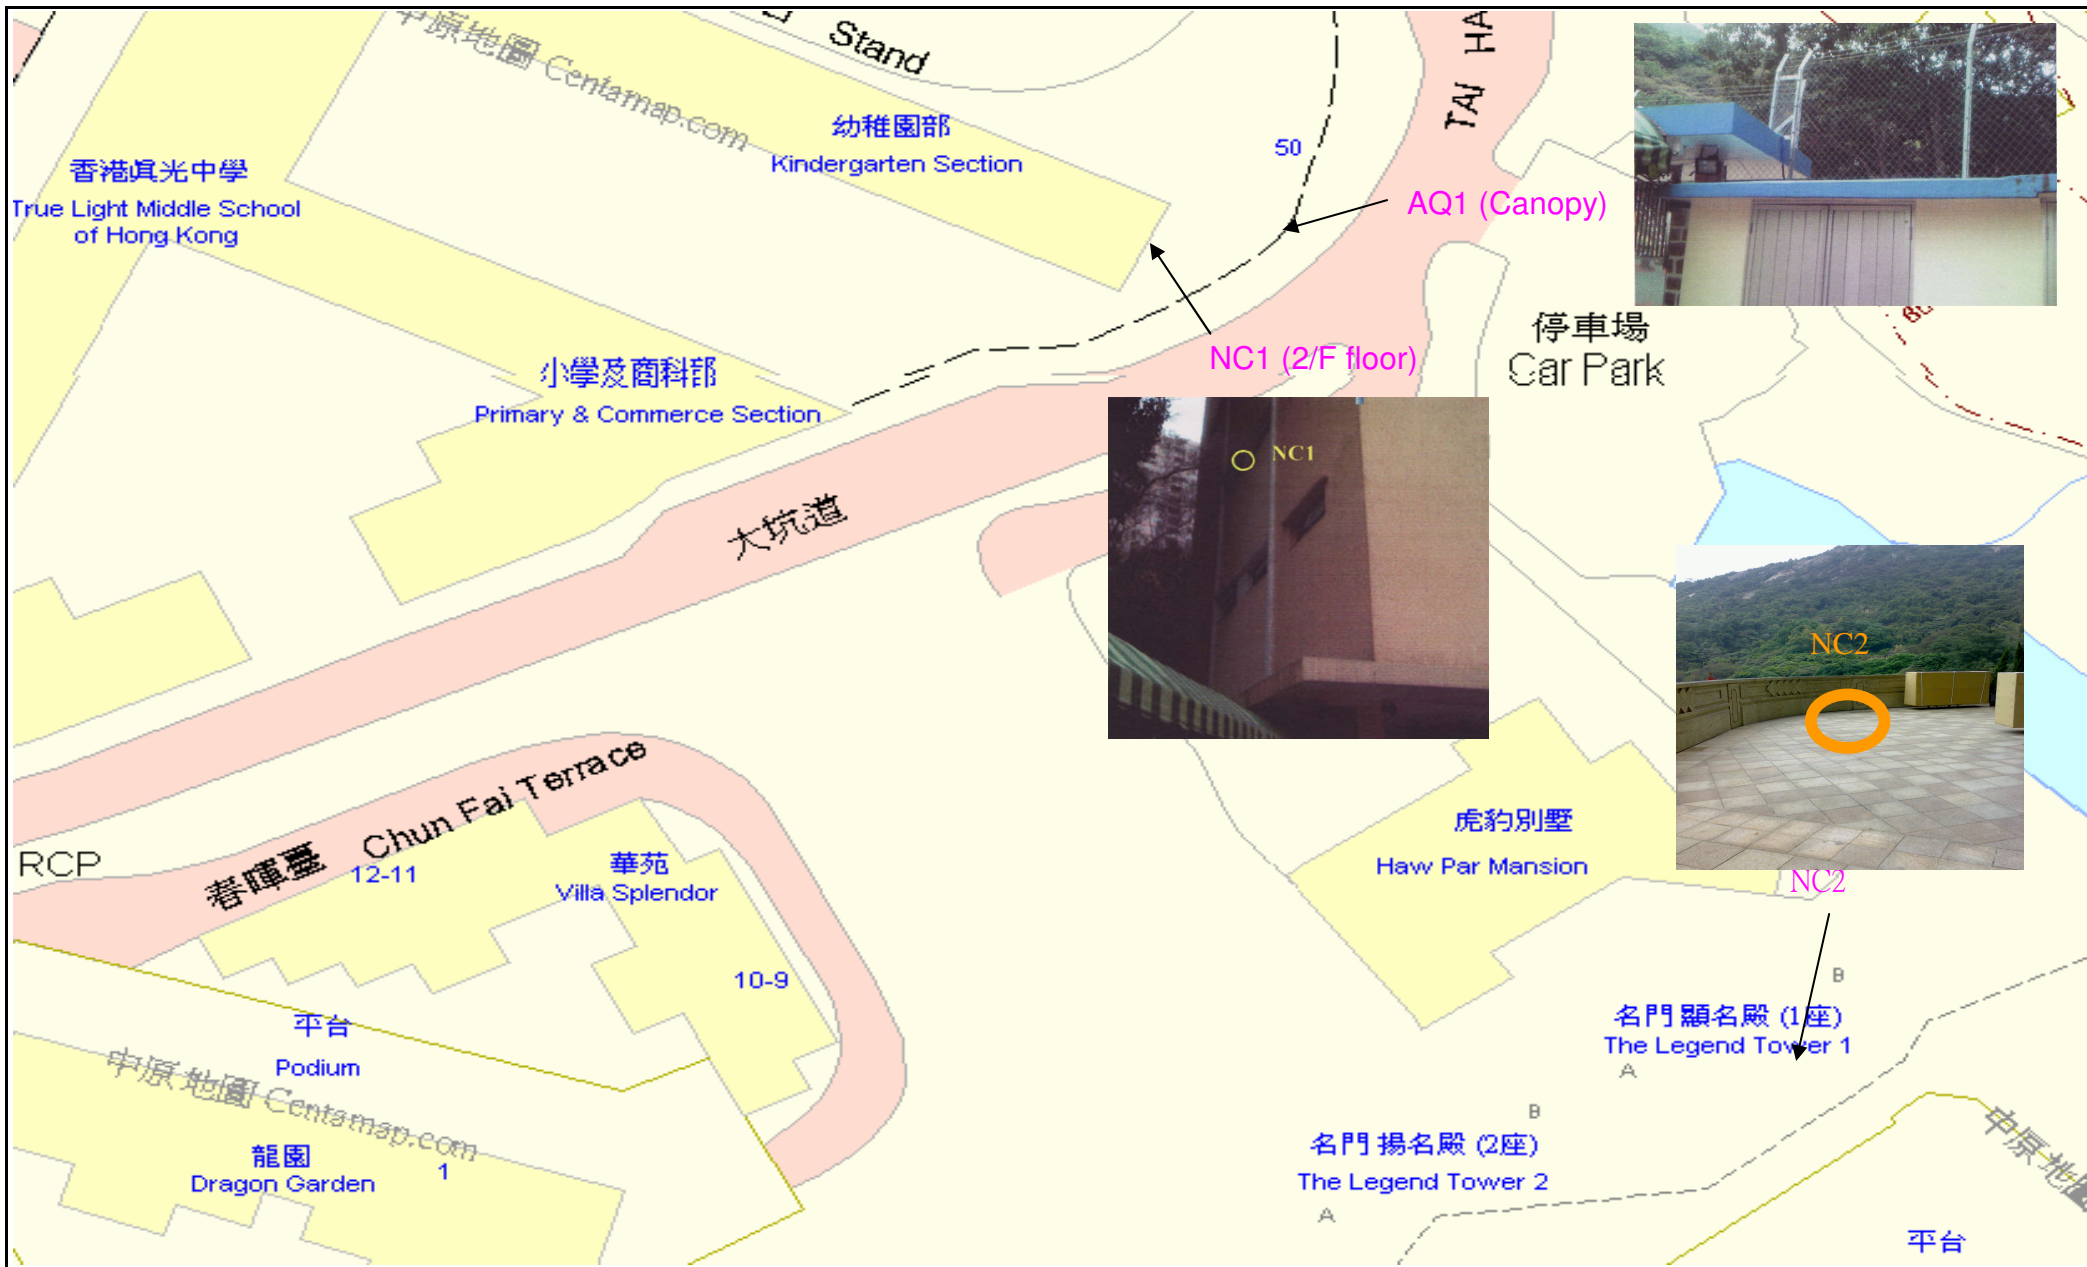 中原地圖 Centamap.com
Stand
TAI HA
幼稚園部
Kindergarten Section
50
香港眞光中學
True Light Middle School
of Hong Kong
AQ1 (Canopy)
NC1 (2/F floor)
停車場
Car Park
小學及商科部
Primary & Commerce Section
NC1
大坑道
NC2
春暉臺 Chun Fai Terrace
RCP
12-11
華苑
Villa Splendor
虎豹別墅
Haw Par Mansion
NC2
10-9
B
名門 顯名殿 (1座)
The Legend Tower 1
A
平台
Podium
中原地圖 Centamap.com
B
名門 揚名殿 (2座)
The Legend Tower 2
A
龍園
Dragon Garden
1
中原地圖
平台